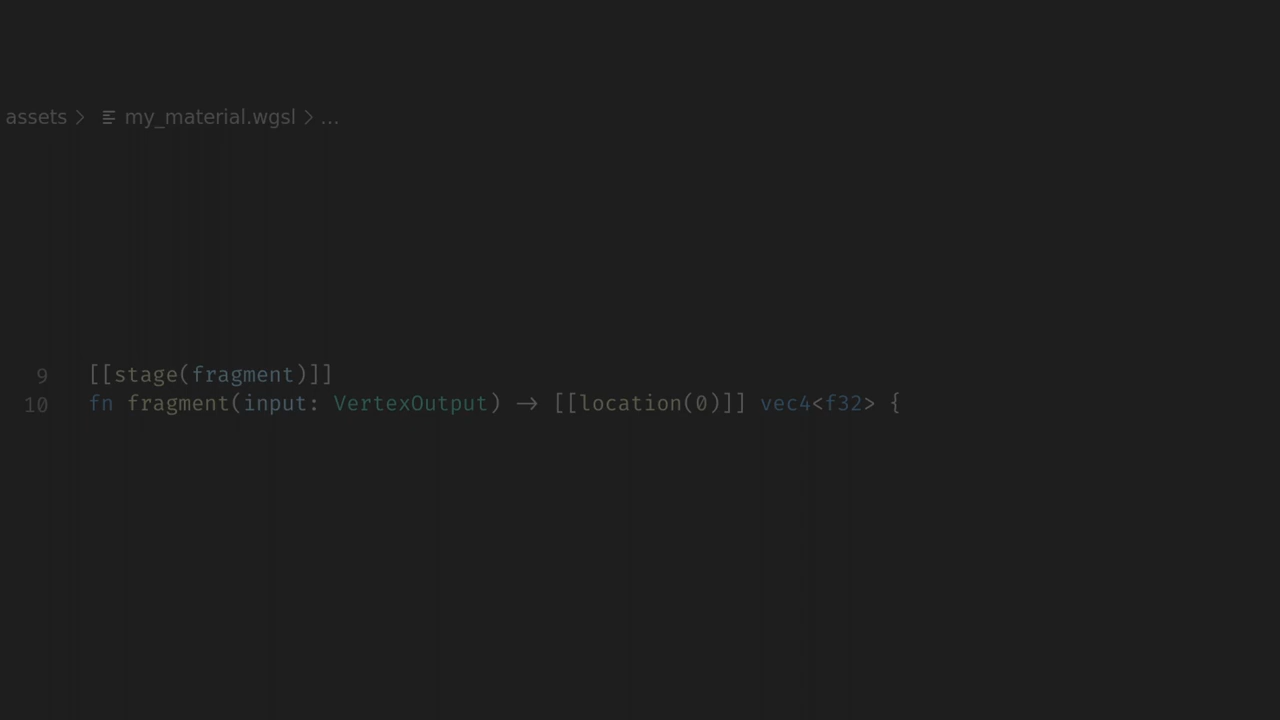 assets > my_material.wgsl > ...
9 [[stage(fragment)]]
10 fn fragment(input: VertexOutput) -> [[location(0)]] vec4<f32> {